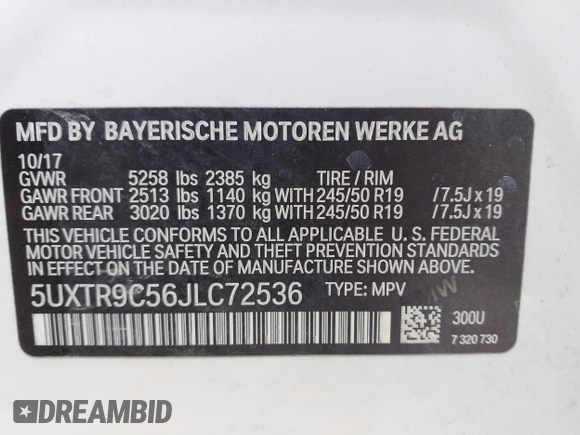 MFD BY BAYERISCHE MOTOREN WERKE AG
10/17
GVWR 5258 lbs 2385 kg TIRE / RIM
GAWR FRONT 2513 lbs 1140 kg WITH 245/50 R19 / 7.5J x 19
GAWR REAR 3020 lbs 1370 kg WITH 245/50 R19 / 7.5J x 19
THIS VEHICLE CONFORMS TO ALL APPLICABLE U. S. FEDERAL
MOTOR VEHICLE SAFETY AND THEFT PREVENTION STANDARDS
IN EFFECT ON THE DATE OF MANUFACTURE SHOWN ABOVE.
5UXTR9C56JLC72536 TYPE: MPV
300U
7 320 730
DREAMBID